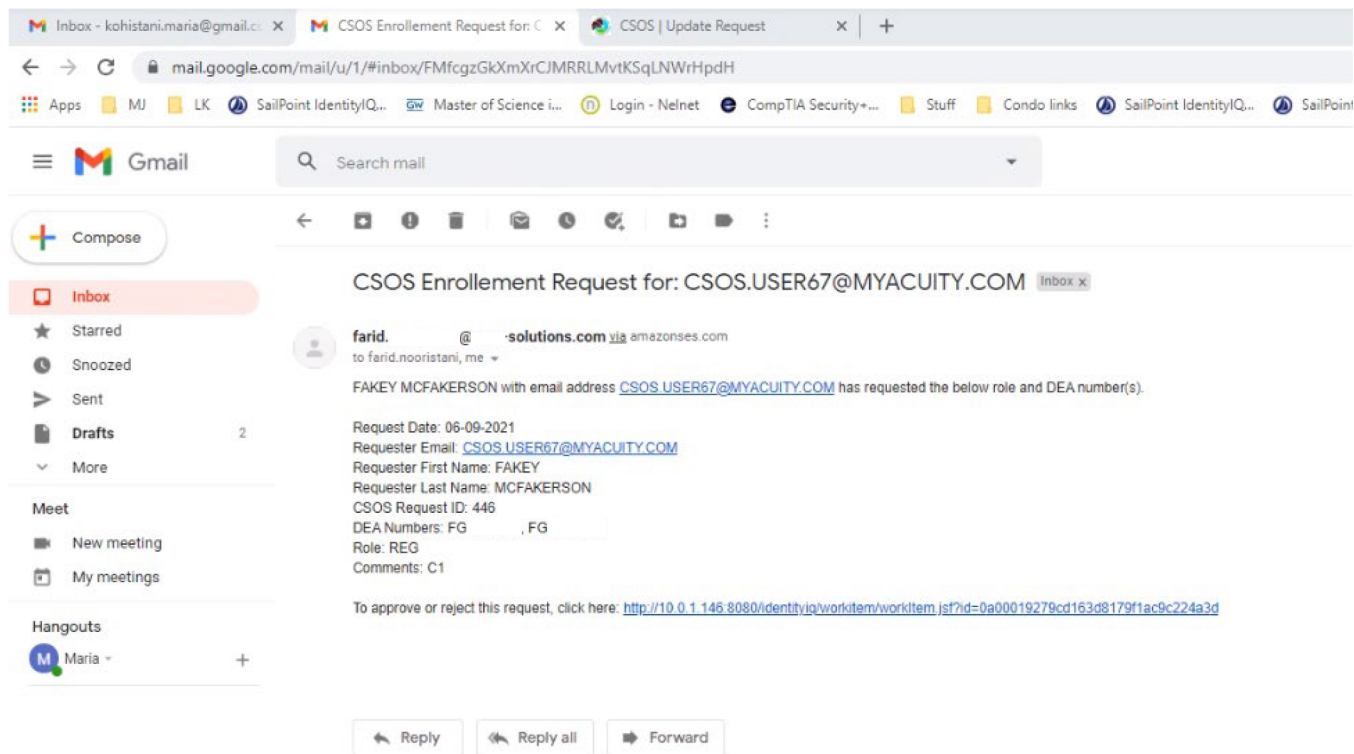 Inbox - kohistani.maria@gmail.c
CSOS Enrollement Request for: C
CSOS | Update Request
mail.google.com/mail/u/1/#inbox/FMfcgzGkXmXrCJMRRLMvtKSqLNWrHpdH
Apps MJ LK SailPoint IdentityIQ... GW Master of Science i... n Login - Nelnet CompTIA Security+... Stuff Condo links SailPoint IdentityIQ... SailPoint
Gmail
Search mail
Compose
CSOS Enrollement Request for: CSOS.USER67@MYACUITY.COM Inbox x
Inbox
Starred
Snoozed
Sent
Drafts 2
More
farid. @ -solutions.com via amazonses.com
to farid.nooristani, me
FAKEY MCFAKERSON with email address CSOS.USER67@MYACUITY.COM has requested the below role and DEA number(s).
Request Date: 06-09-2021
Requester Email: CSOS.USER67@MYACUITY.COM
Requester First Name: FAKEY
Requester Last Name: MCFAKERSON
CSOS Request ID: 446
DEA Numbers: FG , FG
Role: REG
Comments: C1
To approve or reject this request, click here: http://10.0.1.146:8080/identityiq/workitem/workItem.jsf?id=0a00019279cd163d8179f1ac9c224a3d
Meet
New meeting
My meetings
Hangouts
M Maria
Reply
Reply all
Forward